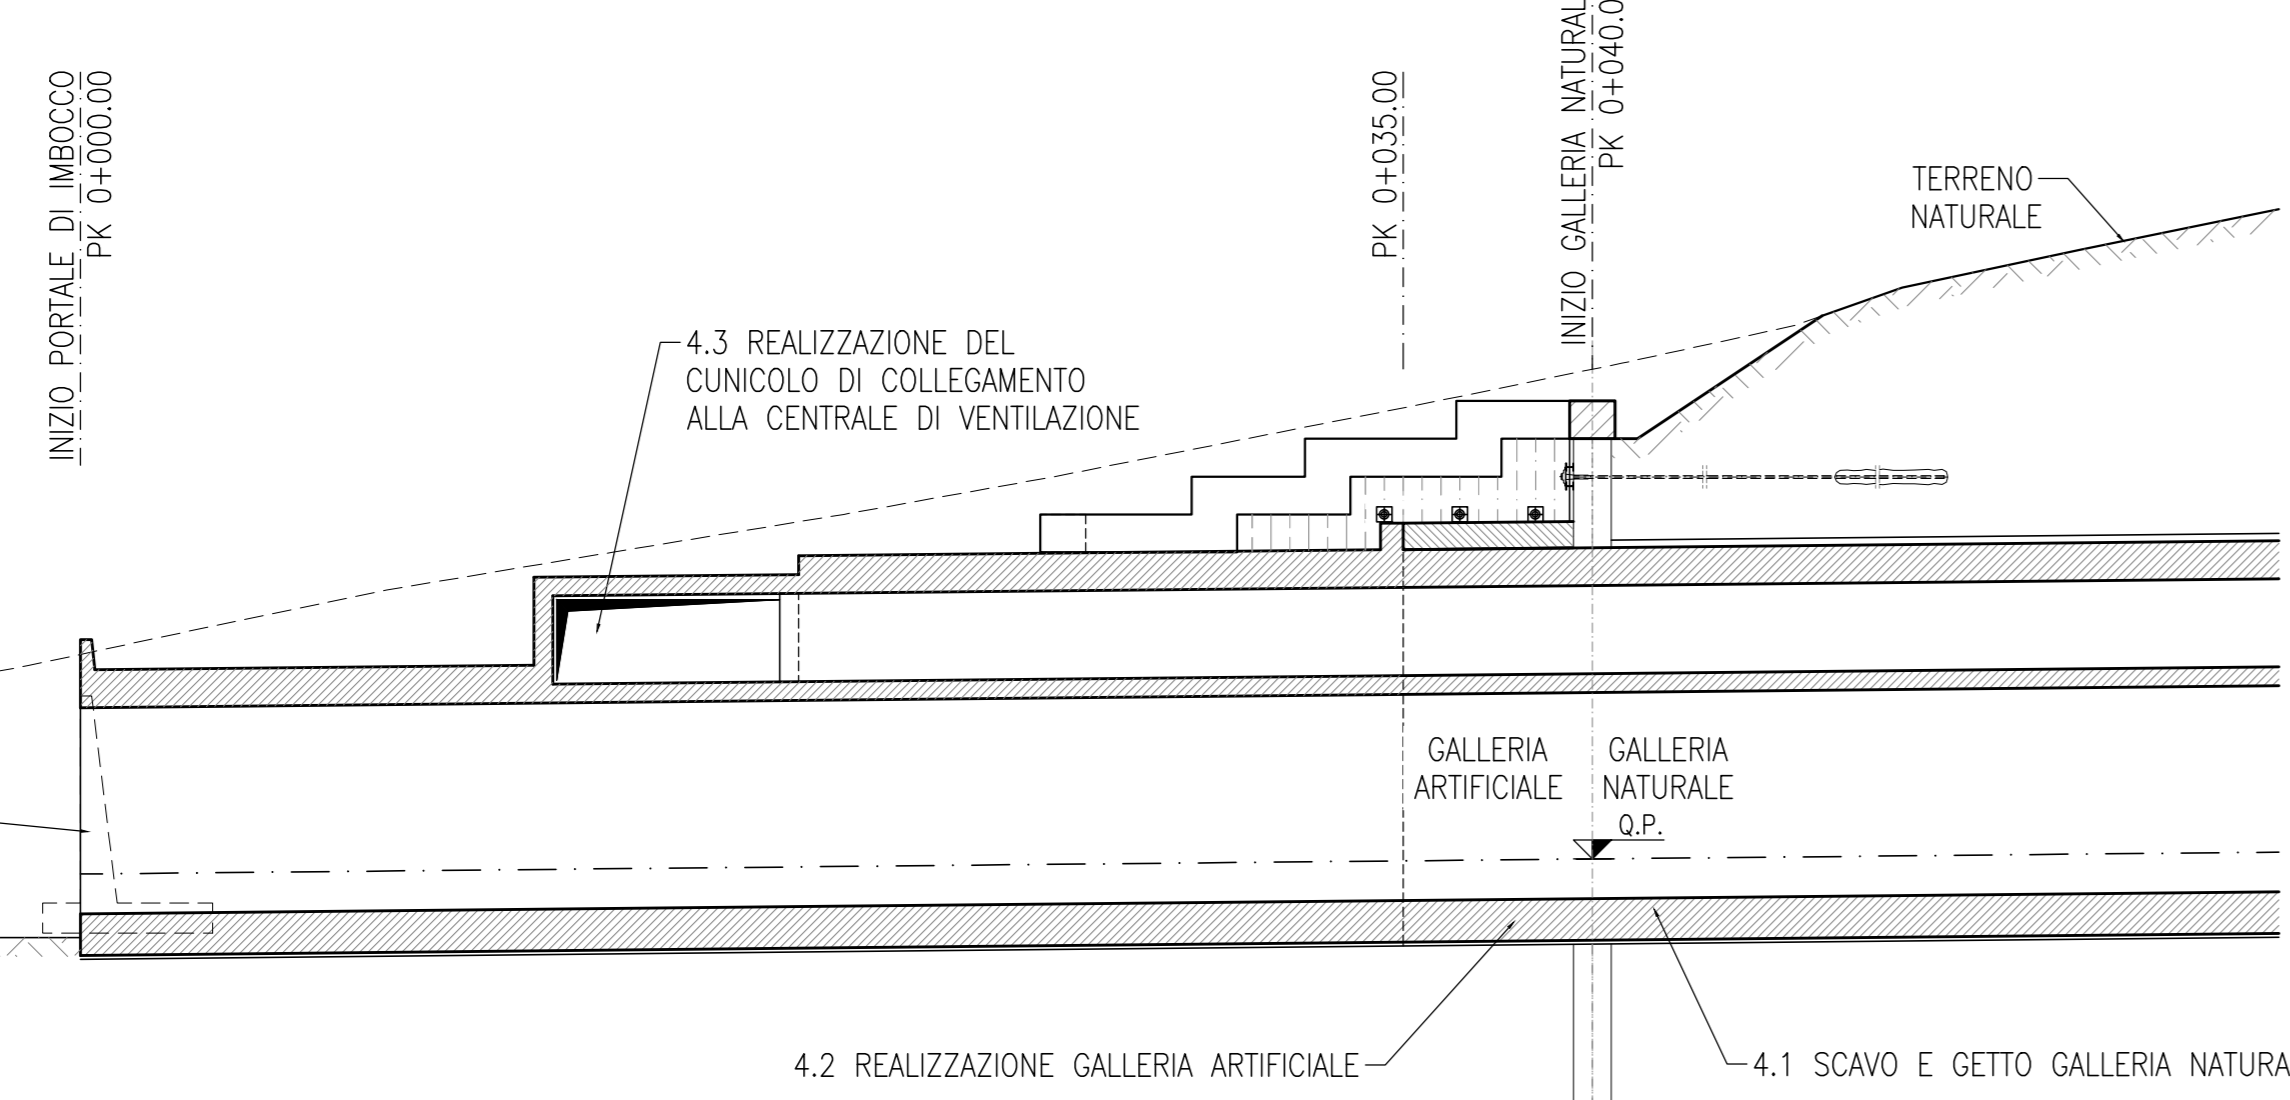 INIZIO PORTALE DI IMBOCCO
PK 0+000.00
PK 0+035.00
INIZIO GALLERIA NATURAL
PK 0+040.0
TERRENO
NATURALE
4.3 REALIZZAZIONE DEL
CUNICOLO DI COLLEGAMENTO
ALLA CENTRALE DI VENTILAZIONE
GALLERIA
ARTIFICIALE
GALLERIA
NATURALE
Q.P.
4.2 REALIZZAZIONE GALLERIA ARTIFICIALE
4.1 SCAVO E GETTO GALLERIA NATURA